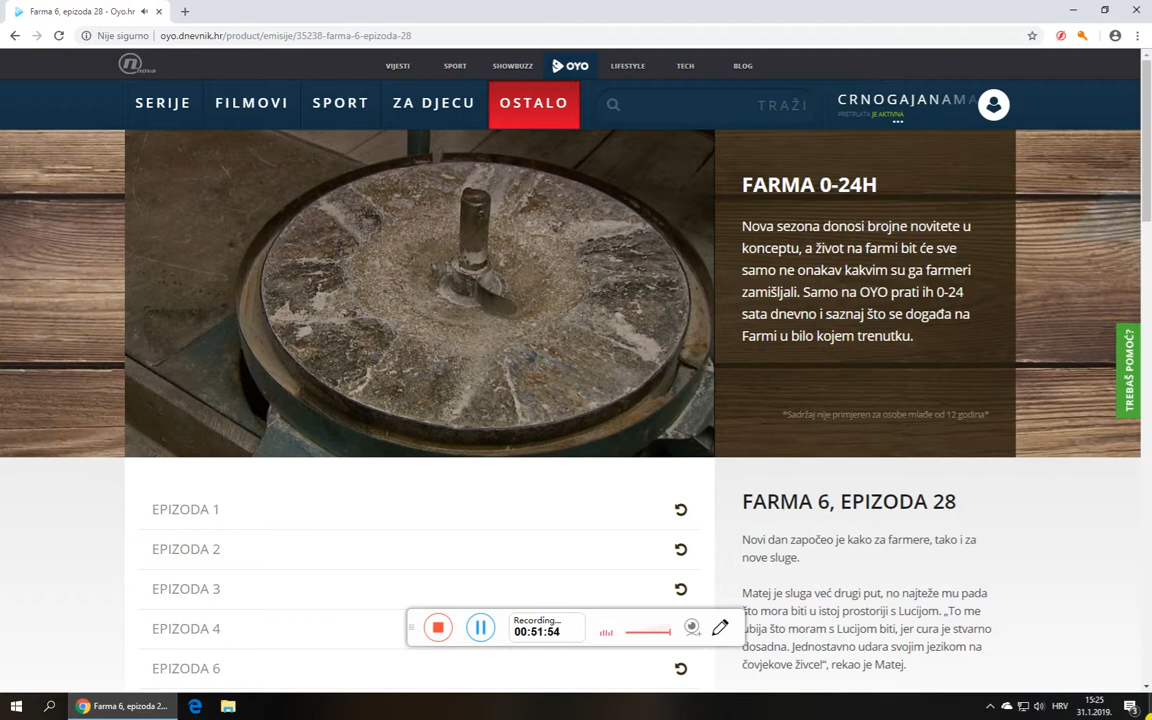 Farma 6, epizoda 28 - Oyo.hr
Nije sigurno
oyo.dnevnik.hr/product/emisije/35238-farma-6-epizoda-28
n
nova
VIJESTI
SPORT
SHOWBUZZ
OYO
LIFESTYLE
TECH
BLOG
SERIJE
FILMOVI
SPORT
ZA DJECU
OSTALO
TRAŽI
CRNOGAJANAMA
PRETPLATA JE AKTIVNA
FARMA 0-24H
Nova sezona donosi brojne novitete u
konceptu, a život na farmi bit će sve
samo ne onakav kakvim su ga farmeri
zamišljali. Samo na OYO prati ih 0-24
sata dnevno i saznaj što se događa na
Farmi u bilo kojem trenutku.
*Sadržaj nije primjeren za osobe mlađe od 12 godina*
TREBAŠ POMOĆ?
EPIZODA 1
EPIZODA 2
EPIZODA 3
EPIZODA 4
EPIZODA 6
FARMA 6, EPIZODA 28
Novi dan započeo je kako za farmere, tako i za
nove sluge.
Matej je sluga već drugi put, no najteže mu pada
što mora biti u istoj prostoriji s Lucijom. „To me
ubija što moram s Lucijom biti, jer cura je stvarno
dosadna. Jednostavno udara svojim jezikom na
čovjekove živce!“, rekao je Matej.
Recording...
00:51:54
Farma 6, epizoda 2...
HRV
15:25
31.1.2019.
3